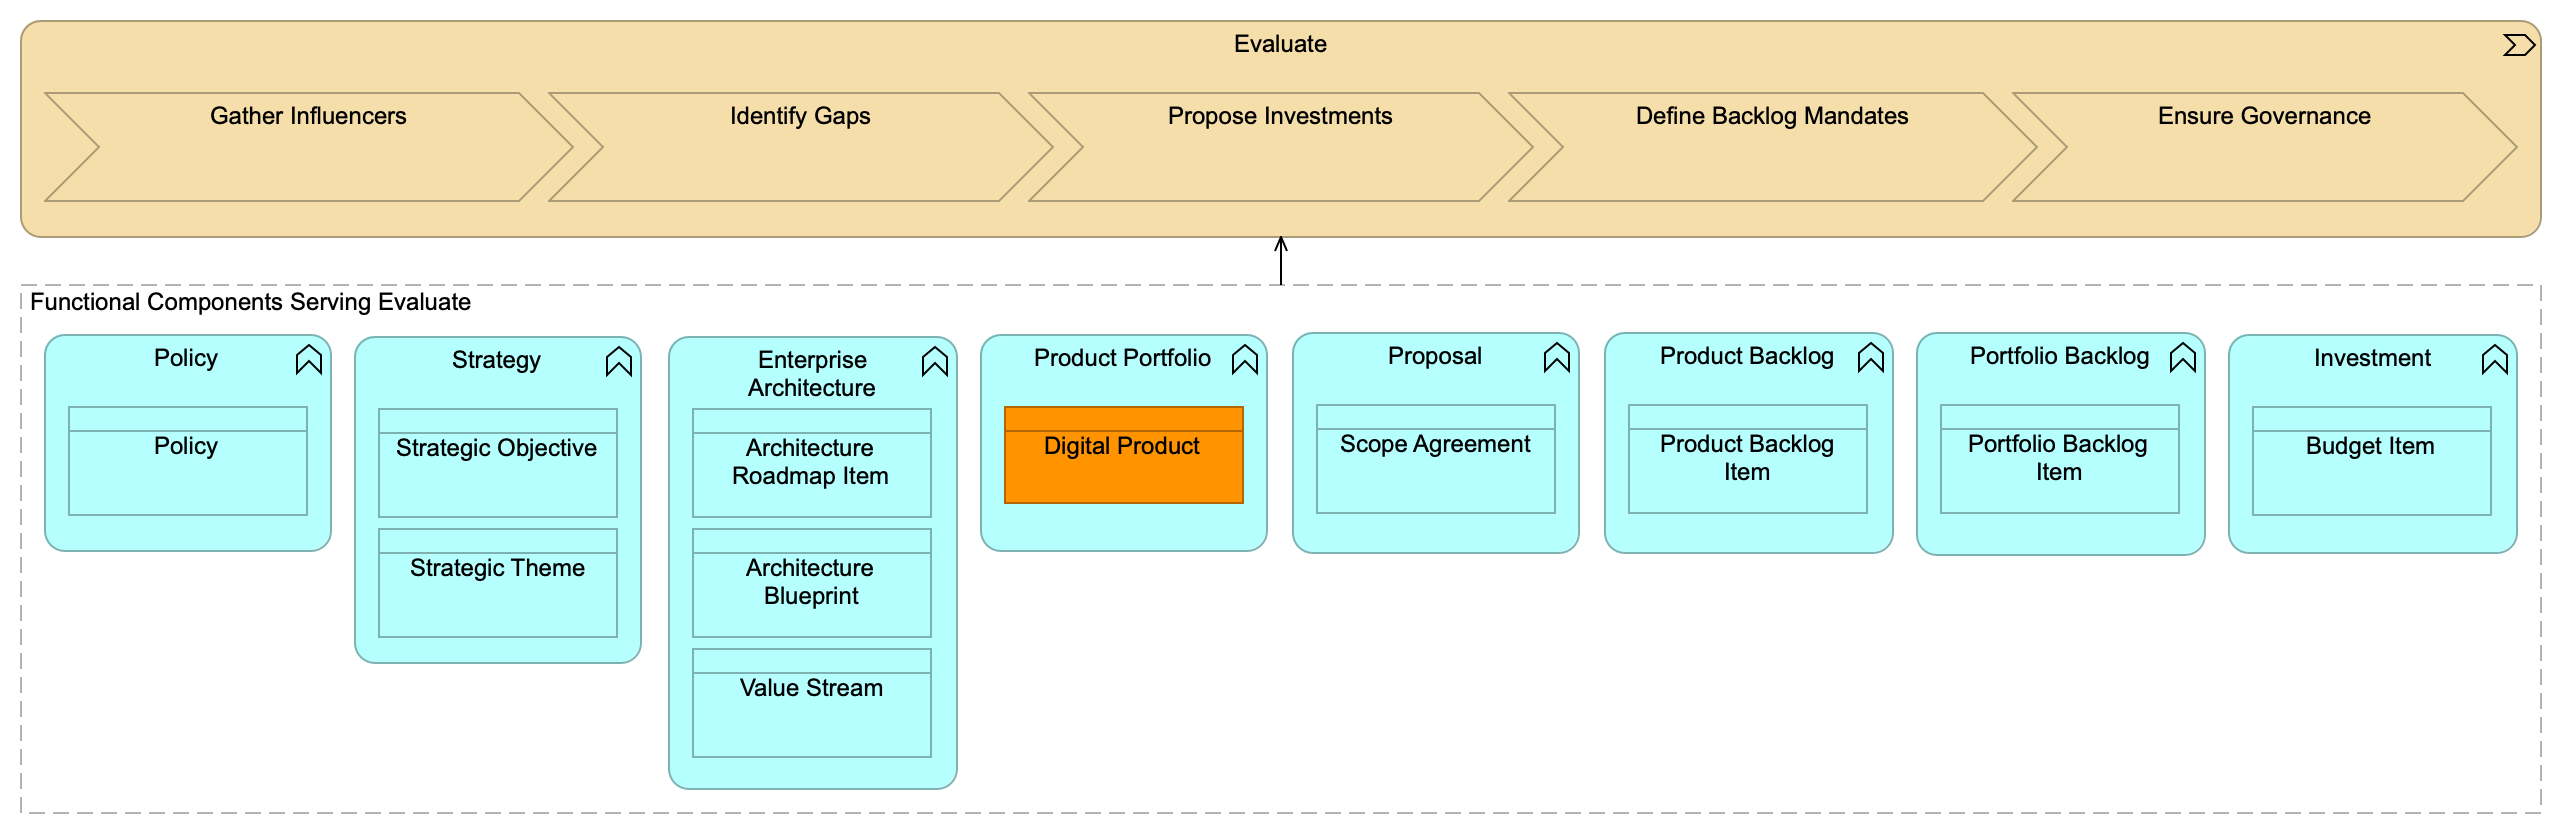 Evaluate
Gather Influencers
Identify Gaps
Propose Investments
Define Backlog Mandates
Ensure Governance
Functional Components Serving Evaluate
Policy
Policy
Strategy
Strategic Objective
Strategic Theme
Enterprise
Architecture
Architecture
Roadmap Item
Architecture
Blueprint
Value Stream
Product Portfolio
Digital Product
Proposal
Scope Agreement
Product Backlog
Product Backlog
Item
Portfolio Backlog
Portfolio Backlog
Item
Investment
Budget Item